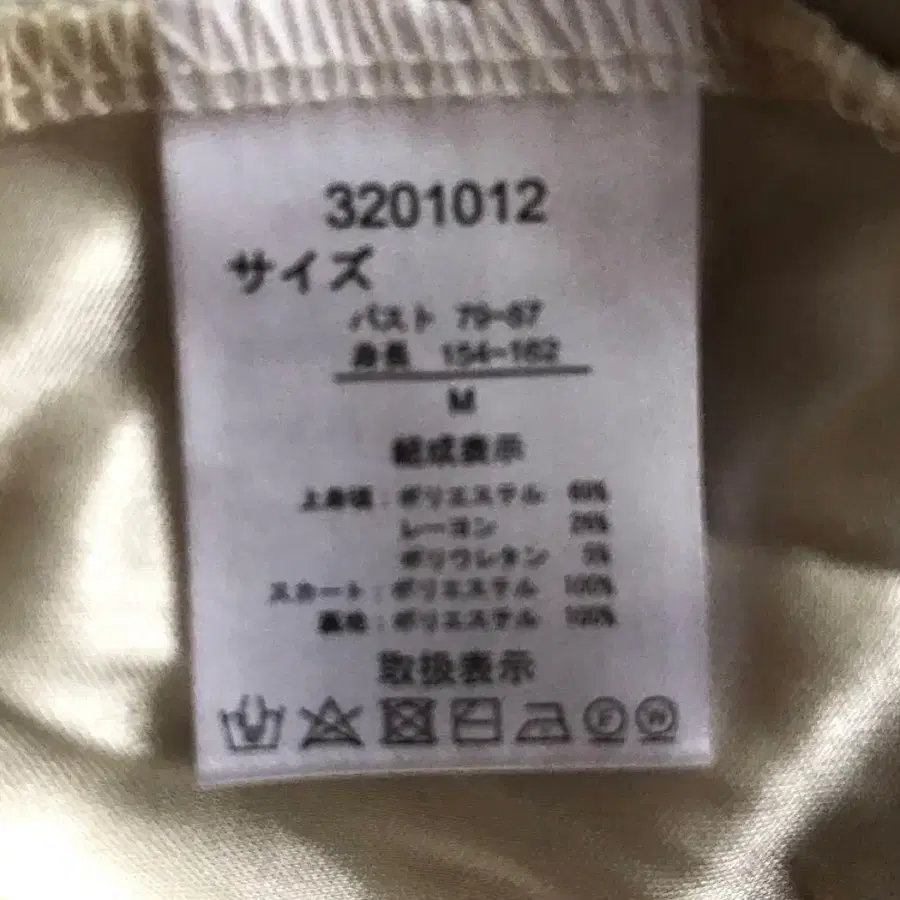 3201012
サイズ
バスト 79-87
身長 154-162
M
組成表示
上身頃：ポリエステル
レーヨン
ポリウレタン 5%
スカート：ポリエステル 100%
裏地：ポリエステル 100%
取扱表示
F W